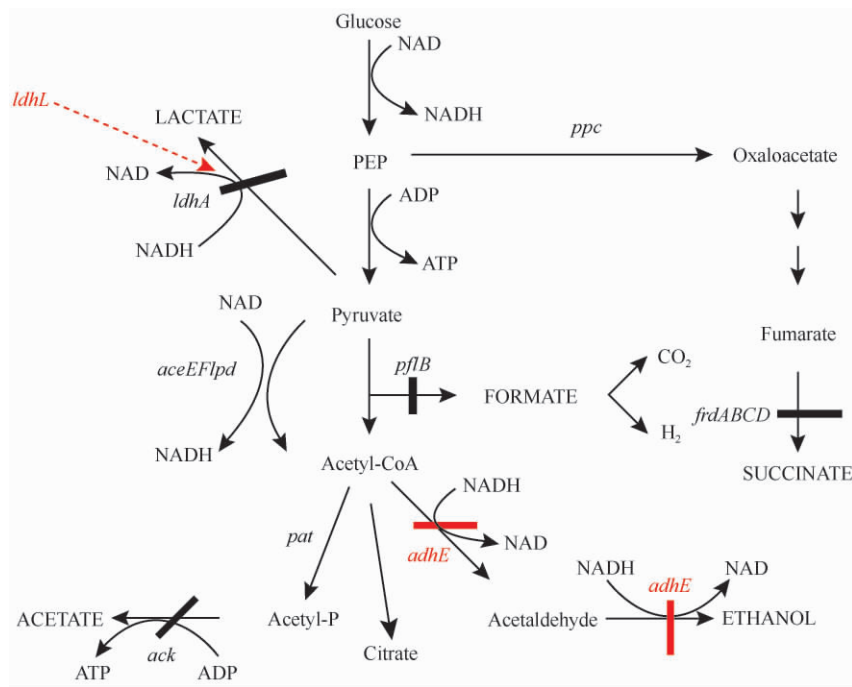 Glucose
NAD
NADH
ldhL
LACTATE
NAD
ldhA
NADH
PEP
ppc
Oxaloacetate
ADP
ATP
NAD
Pyruvate
Fumarate
aceEFlpd
pflB
FORMATE
CO2
H2
frdABCD
NADH
Acetyl-CoA
SUCCINATE
NADH
pat
adhE
NAD
NADH
adhE
NAD
ACETATE
Acetyl-P
Acetaldehyde
ETHANOL
ATP
ack
ADP
Citrate